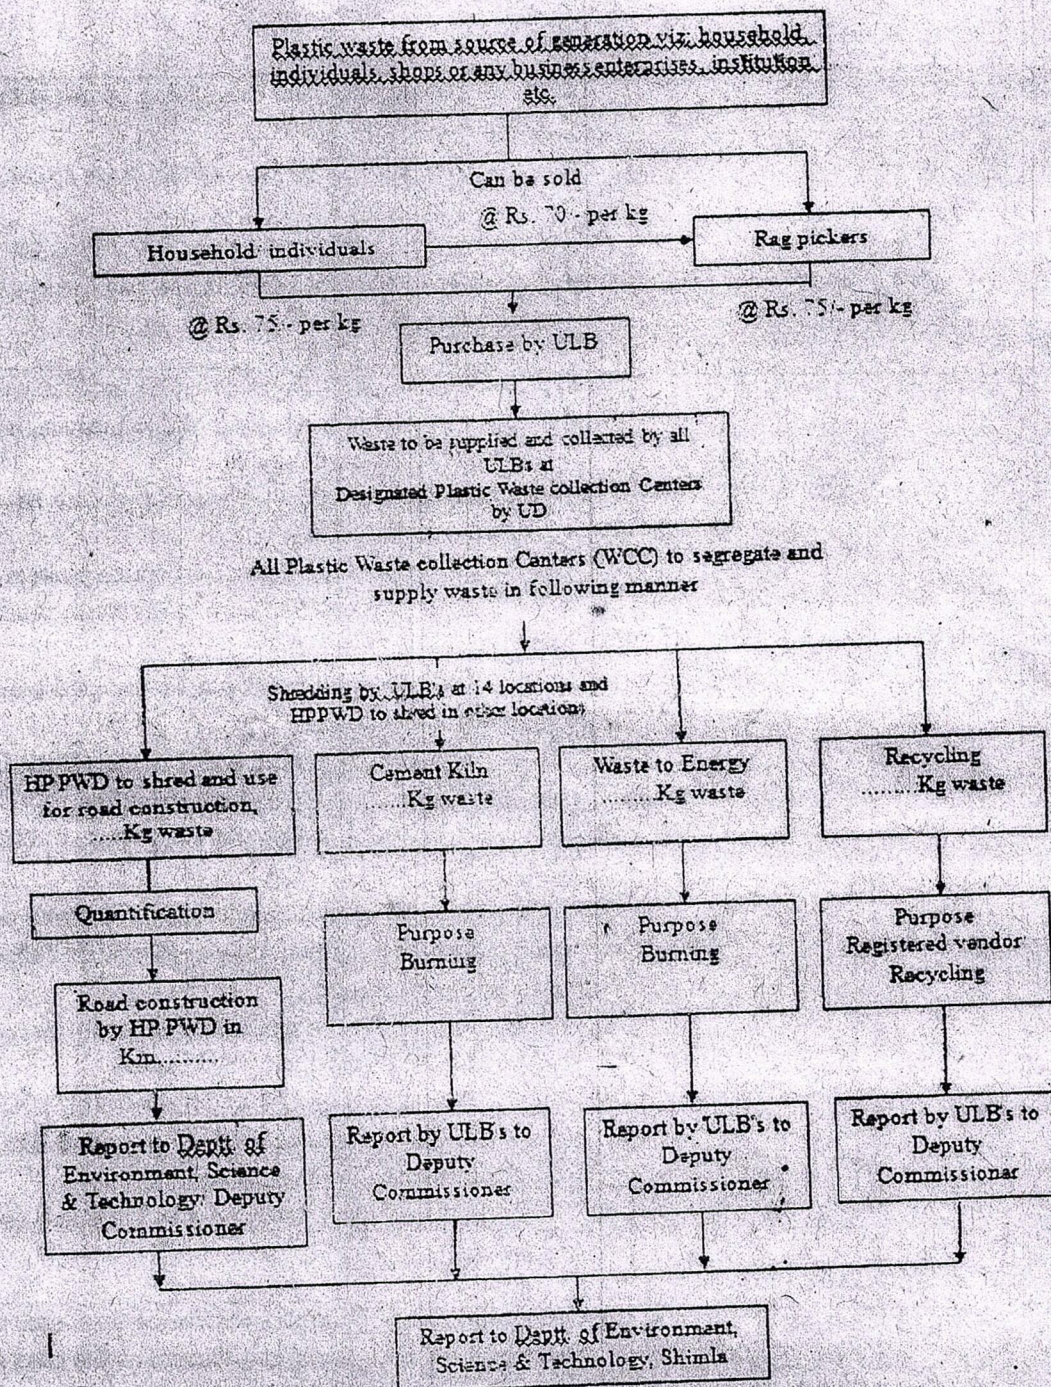 Plastic waste from source of generation viz; household,
individuals, shops or any business enterprises, institution
etc.
Can be sold
@ Rs. 70/- per kg
Household/ individuals
Rag pickers
@ Rs. 75/- per kg
@ Rs. 75/- per kg
Purchase by ULB
Waste to be supplied and collected by all
ULBs at
Designated Plastic Waste collection Centers
by UD
All Plastic Waste collection Centers (WCC) to segregate and
supply waste in following manner
Shredding by ULB's at 14 locations and
HPPWD to shred in other locations
HP PWD to shred and use
for road construction,
......Kg waste
Cement Kiln
........Kg waste
Waste to Energy
..........Kg waste
Recycling
..........Kg waste
Quantification
Purpose
Burning
Purpose
Burning
Purpose
Registered vendor
Recycling
Road construction
by HP PWD in
Km..........
Report to Deptt. of
Environment, Science
& Technology/ Deputy
Commissioner
Report by ULB's to
Deputy
Commissioner
Report by ULB's to
Deputy
Commissioner
Report by ULB's to
Deputy
Commissioner
Report to Deptt. of Environment,
Science & Technology, Shimla